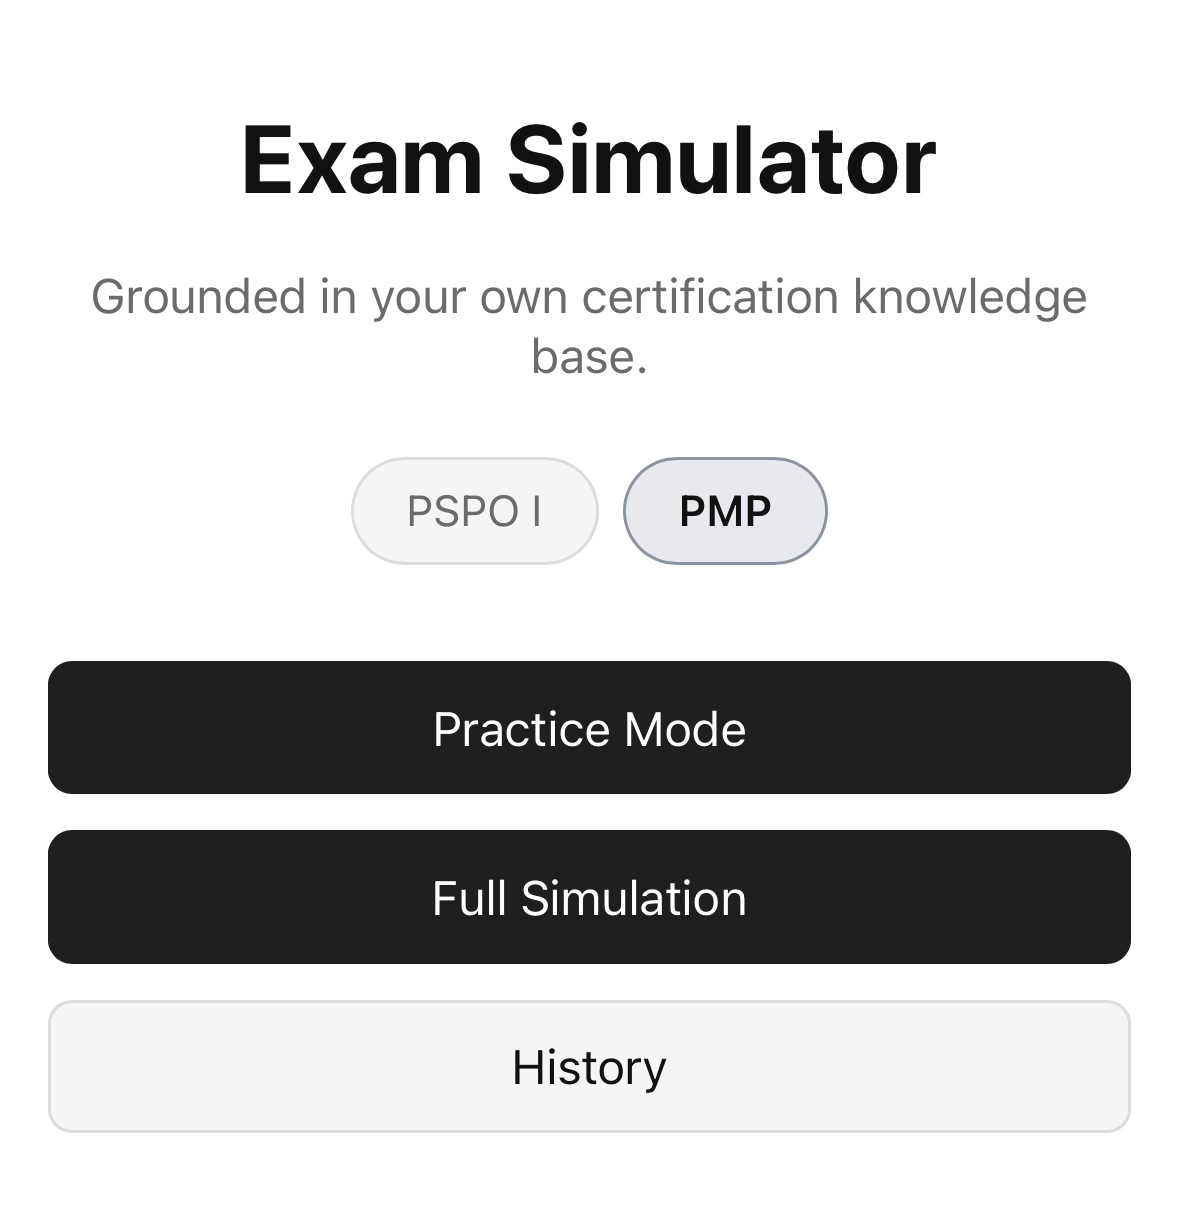 Exam Simulator
Grounded in your own certification knowledge
base.
PSPO I
PMP
Practice Mode
Full Simulation
History